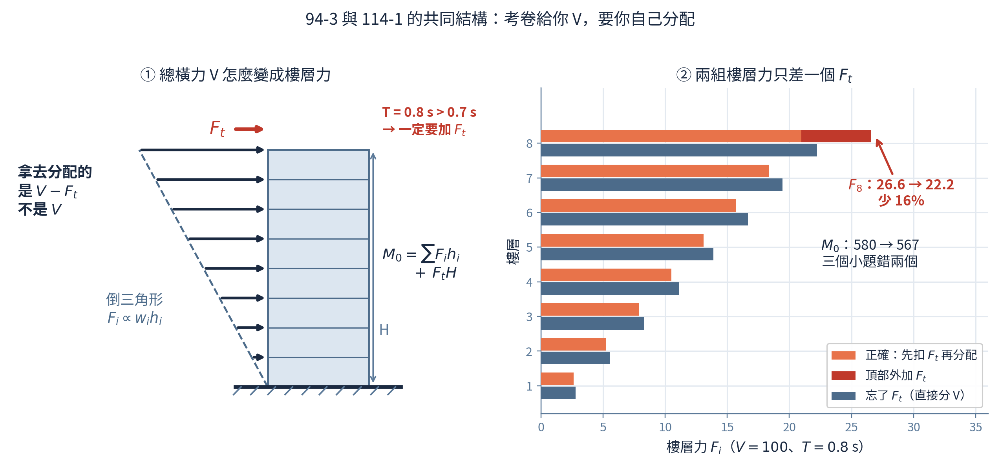 94-3 與 114-1 的共同結構：考卷給你 V，要你自己分配
① 總橫力 V 怎麼變成樓層力
T = 0.8 s > 0.7 s
→ 一定要加 Fₜ
Fₜ
拿去分配的
是 V − Fₜ
不是 V
M₀ = ∑Fᵢhᵢ
+ FₜH
倒三角形
Fᵢ ∝ wᵢhᵢ
H
② 兩組樓層力只差一個 Fₜ
樓層
8
7
6
5
4
3
2
1
F₈：26.6 → 22.2
少 16%
M₀：580 → 567
三個小題錯兩個
正確：先扣 Fₜ 再分配
頂部外加 Fₜ
忘了 Fₜ（直接分 V）
0 5 10 15 20 25 30 35
樓層力 Fᵢ（V = 100、T = 0.8 s）